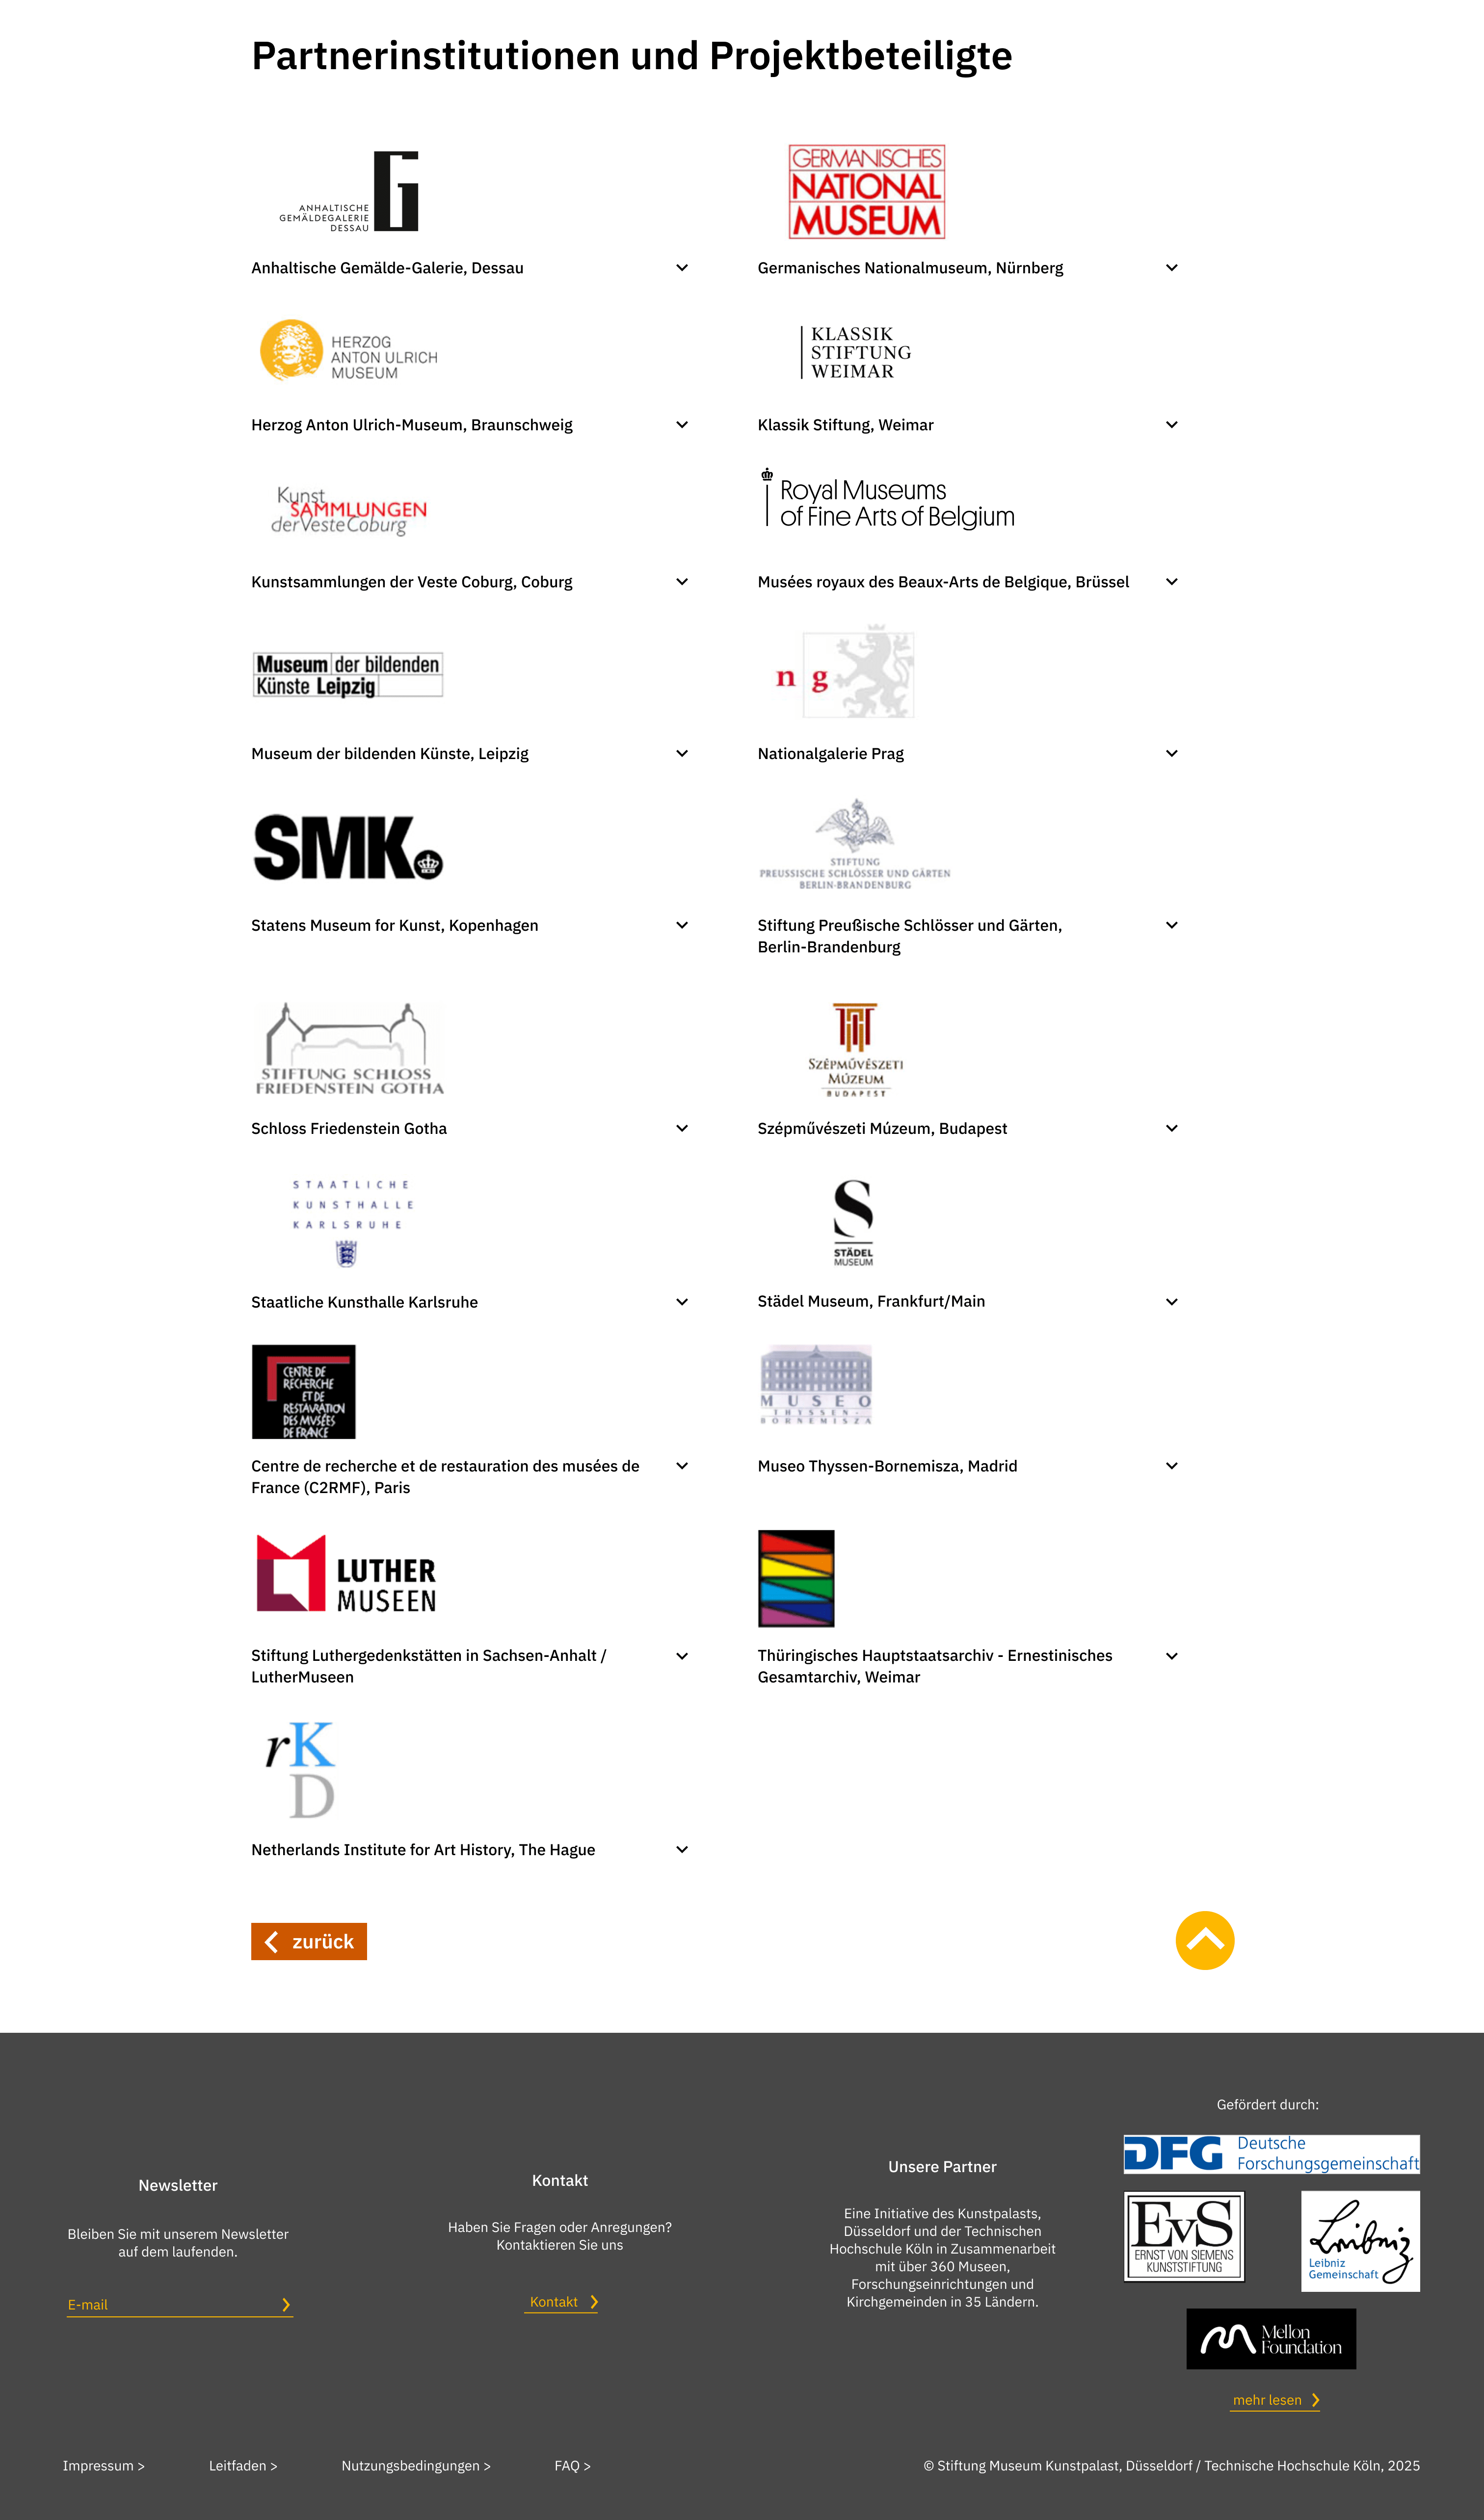 Partnerinstitutionen und Projektbeteiligte
ANHALTISCHE
GEMÄLDEGALERIE
DESSAU
Anhaltische Gemälde-Galerie, Dessau
GERMANISCHES
NATIONAL
MUSEUM
Germanisches Nationalmuseum, Nürnberg
HERZOG
ANTON ULRICH
MUSEUM
Herzog Anton Ulrich-Museum, Braunschweig
KLASSIK
STIFTUNG
WEIMAR
Klassik Stiftung, Weimar
Kunst
SAMMLUNGEN
der Veste Coburg
Kunstsammlungen der Veste Coburg, Coburg
Royal Museums
of Fine Arts of Belgium
Musées royaux des Beaux-Arts de Belgique, Brüssel
Museum der bildenden
Künste Leipzig
Museum der bildenden Künste, Leipzig
n g
Nationalgalerie Prag
SMK
Statens Museum for Kunst, Kopenhagen
STIFTUNG
PREUSSISCHE SCHLÖSSER UND GÄRTEN
BERLIN-BRANDENBURG
Stiftung Preußische Schlösser und Gärten,
Berlin-Brandenburg
STIFTUNG SCHLOSS
FRIEDENSTEIN GOTHA
Schloss Friedenstein Gotha
SZÉPMŰVÉSZETI
MÚZEUM
BUDAPEST
Szépművészeti Múzeum, Budapest
STAATLICHE
KUNSTHALLE
KARLSRUHE
Staatliche Kunsthalle Karlsruhe
STÄDEL
MUSEUM
Städel Museum, Frankfurt/Main
CENTRE DE
RECHERCHE
ET DE
RESTAURATION
DES MUSÉES
DE FRANCE
Centre de recherche et de restauration des musées de
France (C2RMF), Paris
MUSEO
THYSSEN-
BORNEMISZA
Museo Thyssen-Bornemisza, Madrid
LUTHER
MUSEEN
Stiftung Luthergedenkstätten in Sachsen-Anhalt /
LutherMuseen
Thüringisches Hauptstaatsarchiv - Ernestinisches
Gesamtarchiv, Weimar
rK
D
Netherlands Institute for Art History, The Hague
zurück
Newsletter
Bleiben Sie mit unserem Newsletter
auf dem laufenden.
E-mail
Kontakt
Haben Sie Fragen oder Anregungen?
Kontaktieren Sie uns
Kontakt
Unsere Partner
Eine Initiative des Kunstpalasts,
Düsseldorf und der Technischen
Hochschule Köln in Zusammenarbeit
mit über 360 Museen,
Forschungseinrichtungen und
Kirchgemeinden in 35 Ländern.
Gefördert durch:
DFG Deutsche
Forschungsgemeinschaft
EvS
ERNST VON SIEMENS
KUNSTSTIFTUNG
Leibniz
Leibniz
Gemeinschaft
Mellon
Foundation
mehr lesen
Impressum >
Leitfaden >
Nutzungsbedingungen >
FAQ >
© Stiftung Museum Kunstpalast, Düsseldorf / Technische Hochschule Köln, 2025